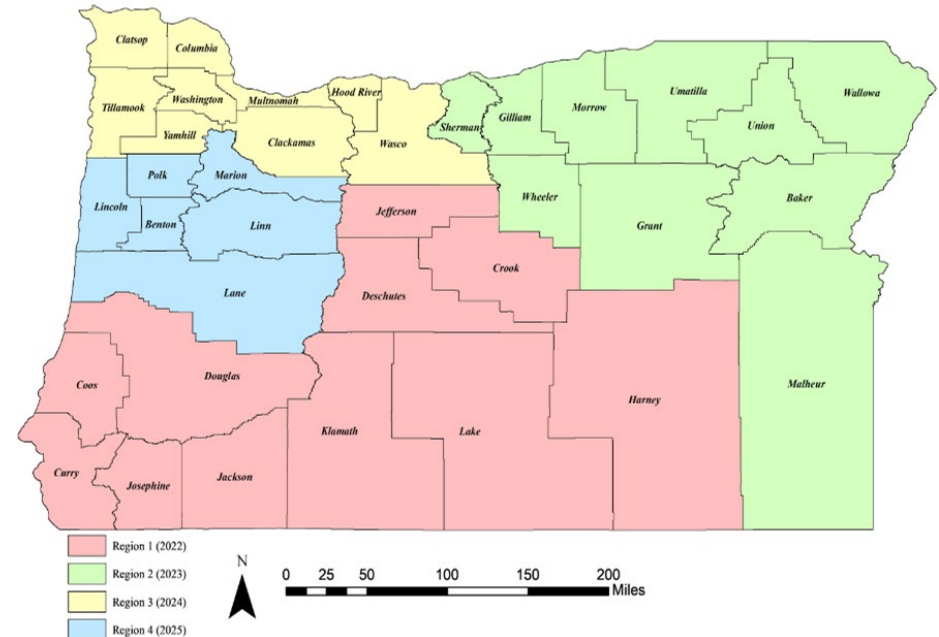 Clatsop
Columbia
Tillamook
Washington
Multnomah
Hood River
Yamhill
Clackamas
Wasco
Sherman
Gilliam
Morrow
Umatilla
Union
Wallowa
Polk
Marion
Lincoln
Benton
Linn
Jefferson
Wheeler
Grant
Baker
Lane
Deschutes
Crook
Coos
Douglas
Klamath
Lake
Harney
Malheur
Curry
Josephine
Jackson
Region 1 (2022)
Region 2 (2023)
Region 3 (2024)
Region 4 (2025)
N
0 25 50 100 150 200
Miles